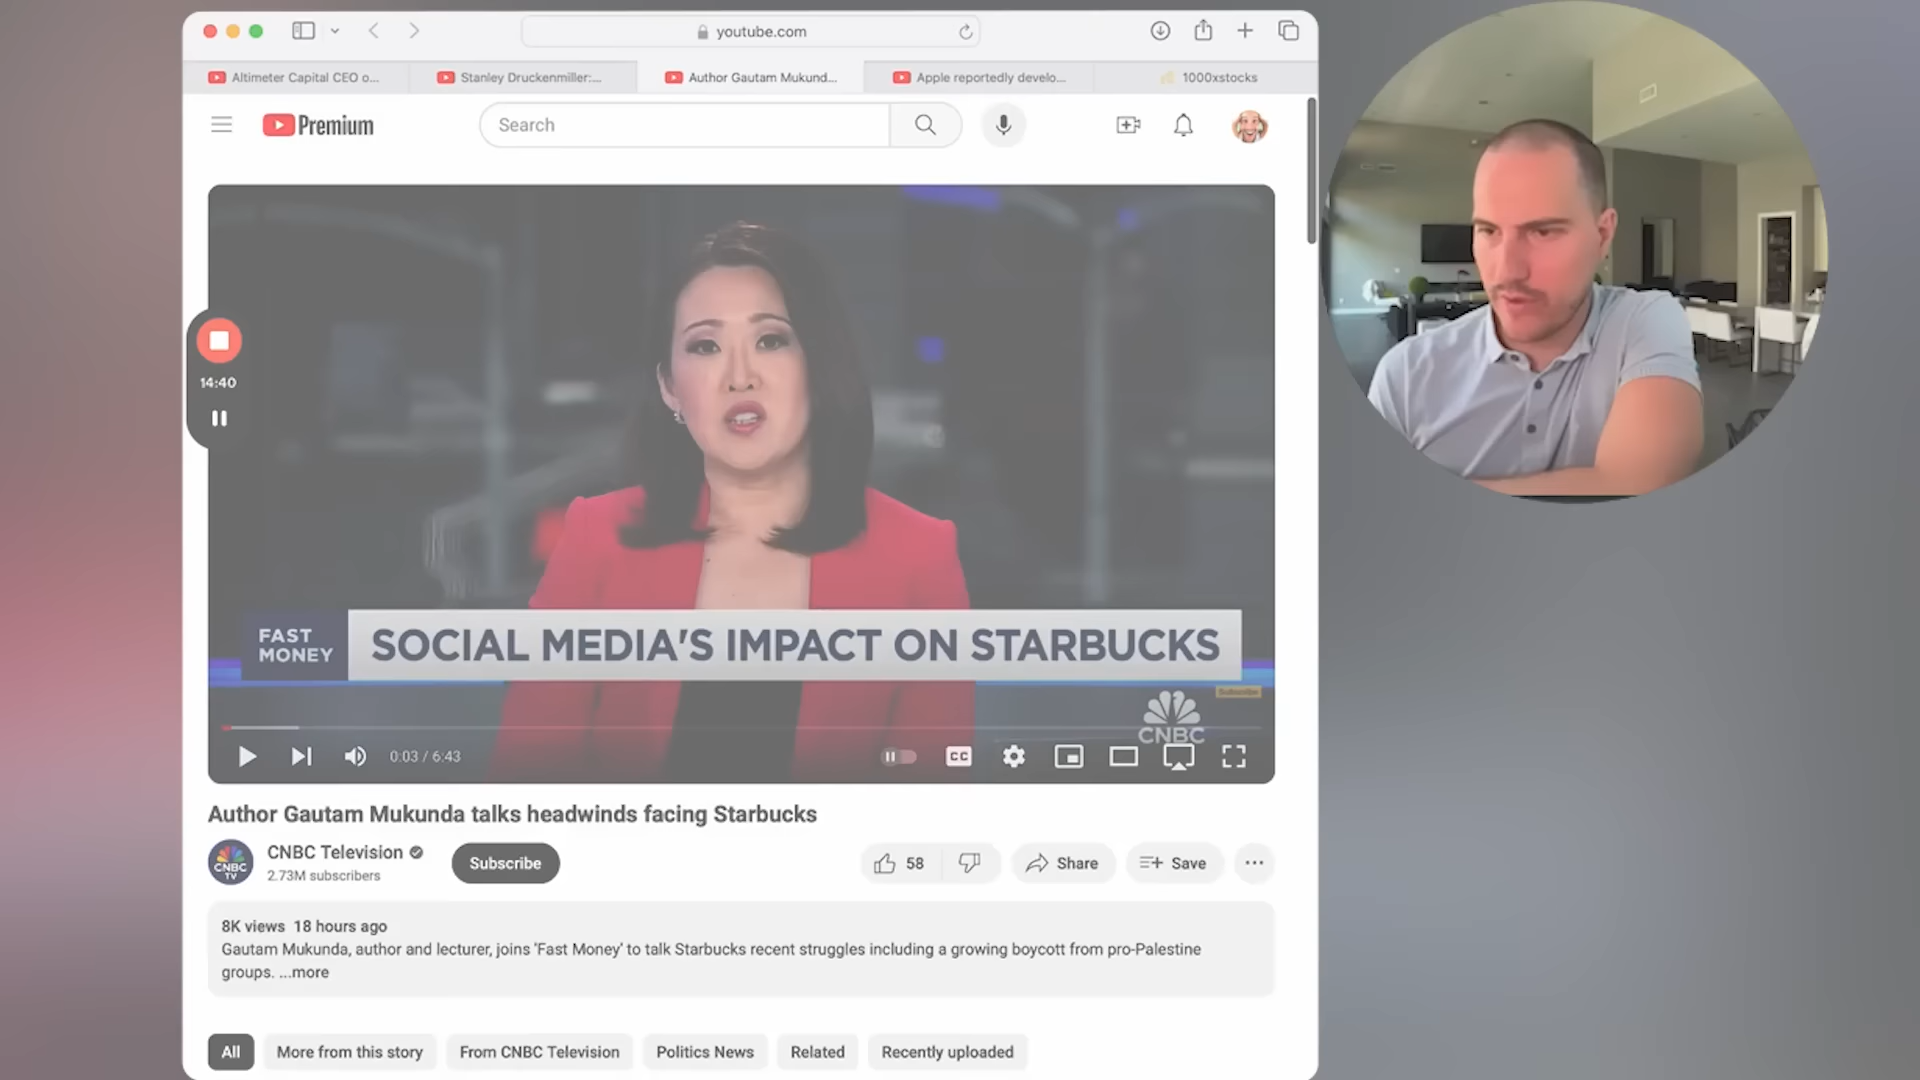 youtube.com
Altimeter Capital CEO o...
Stanley Druckenmiller:...
Author Gautam Mukund...
Apple reportedly develo...
1000xstocks
Premium
Search
14:40
FAST
MONEY
SOCIAL MEDIA'S IMPACT ON STARBUCKS
Subscribe
CNBC
0:03 / 6:43
CC
Author Gautam Mukunda talks headwinds facing Starbucks
CNBC
TV
CNBC Television
2.73M subscribers
Subscribe
58
Share
Save
8K views 18 hours ago
Gautam Mukunda, author and lecturer, joins 'Fast Money' to talk Starbucks recent struggles including a growing boycott from pro-Palestine
groups. ...more
All
More from this story
From CNBC Television
Politics News
Related
Recently uploaded